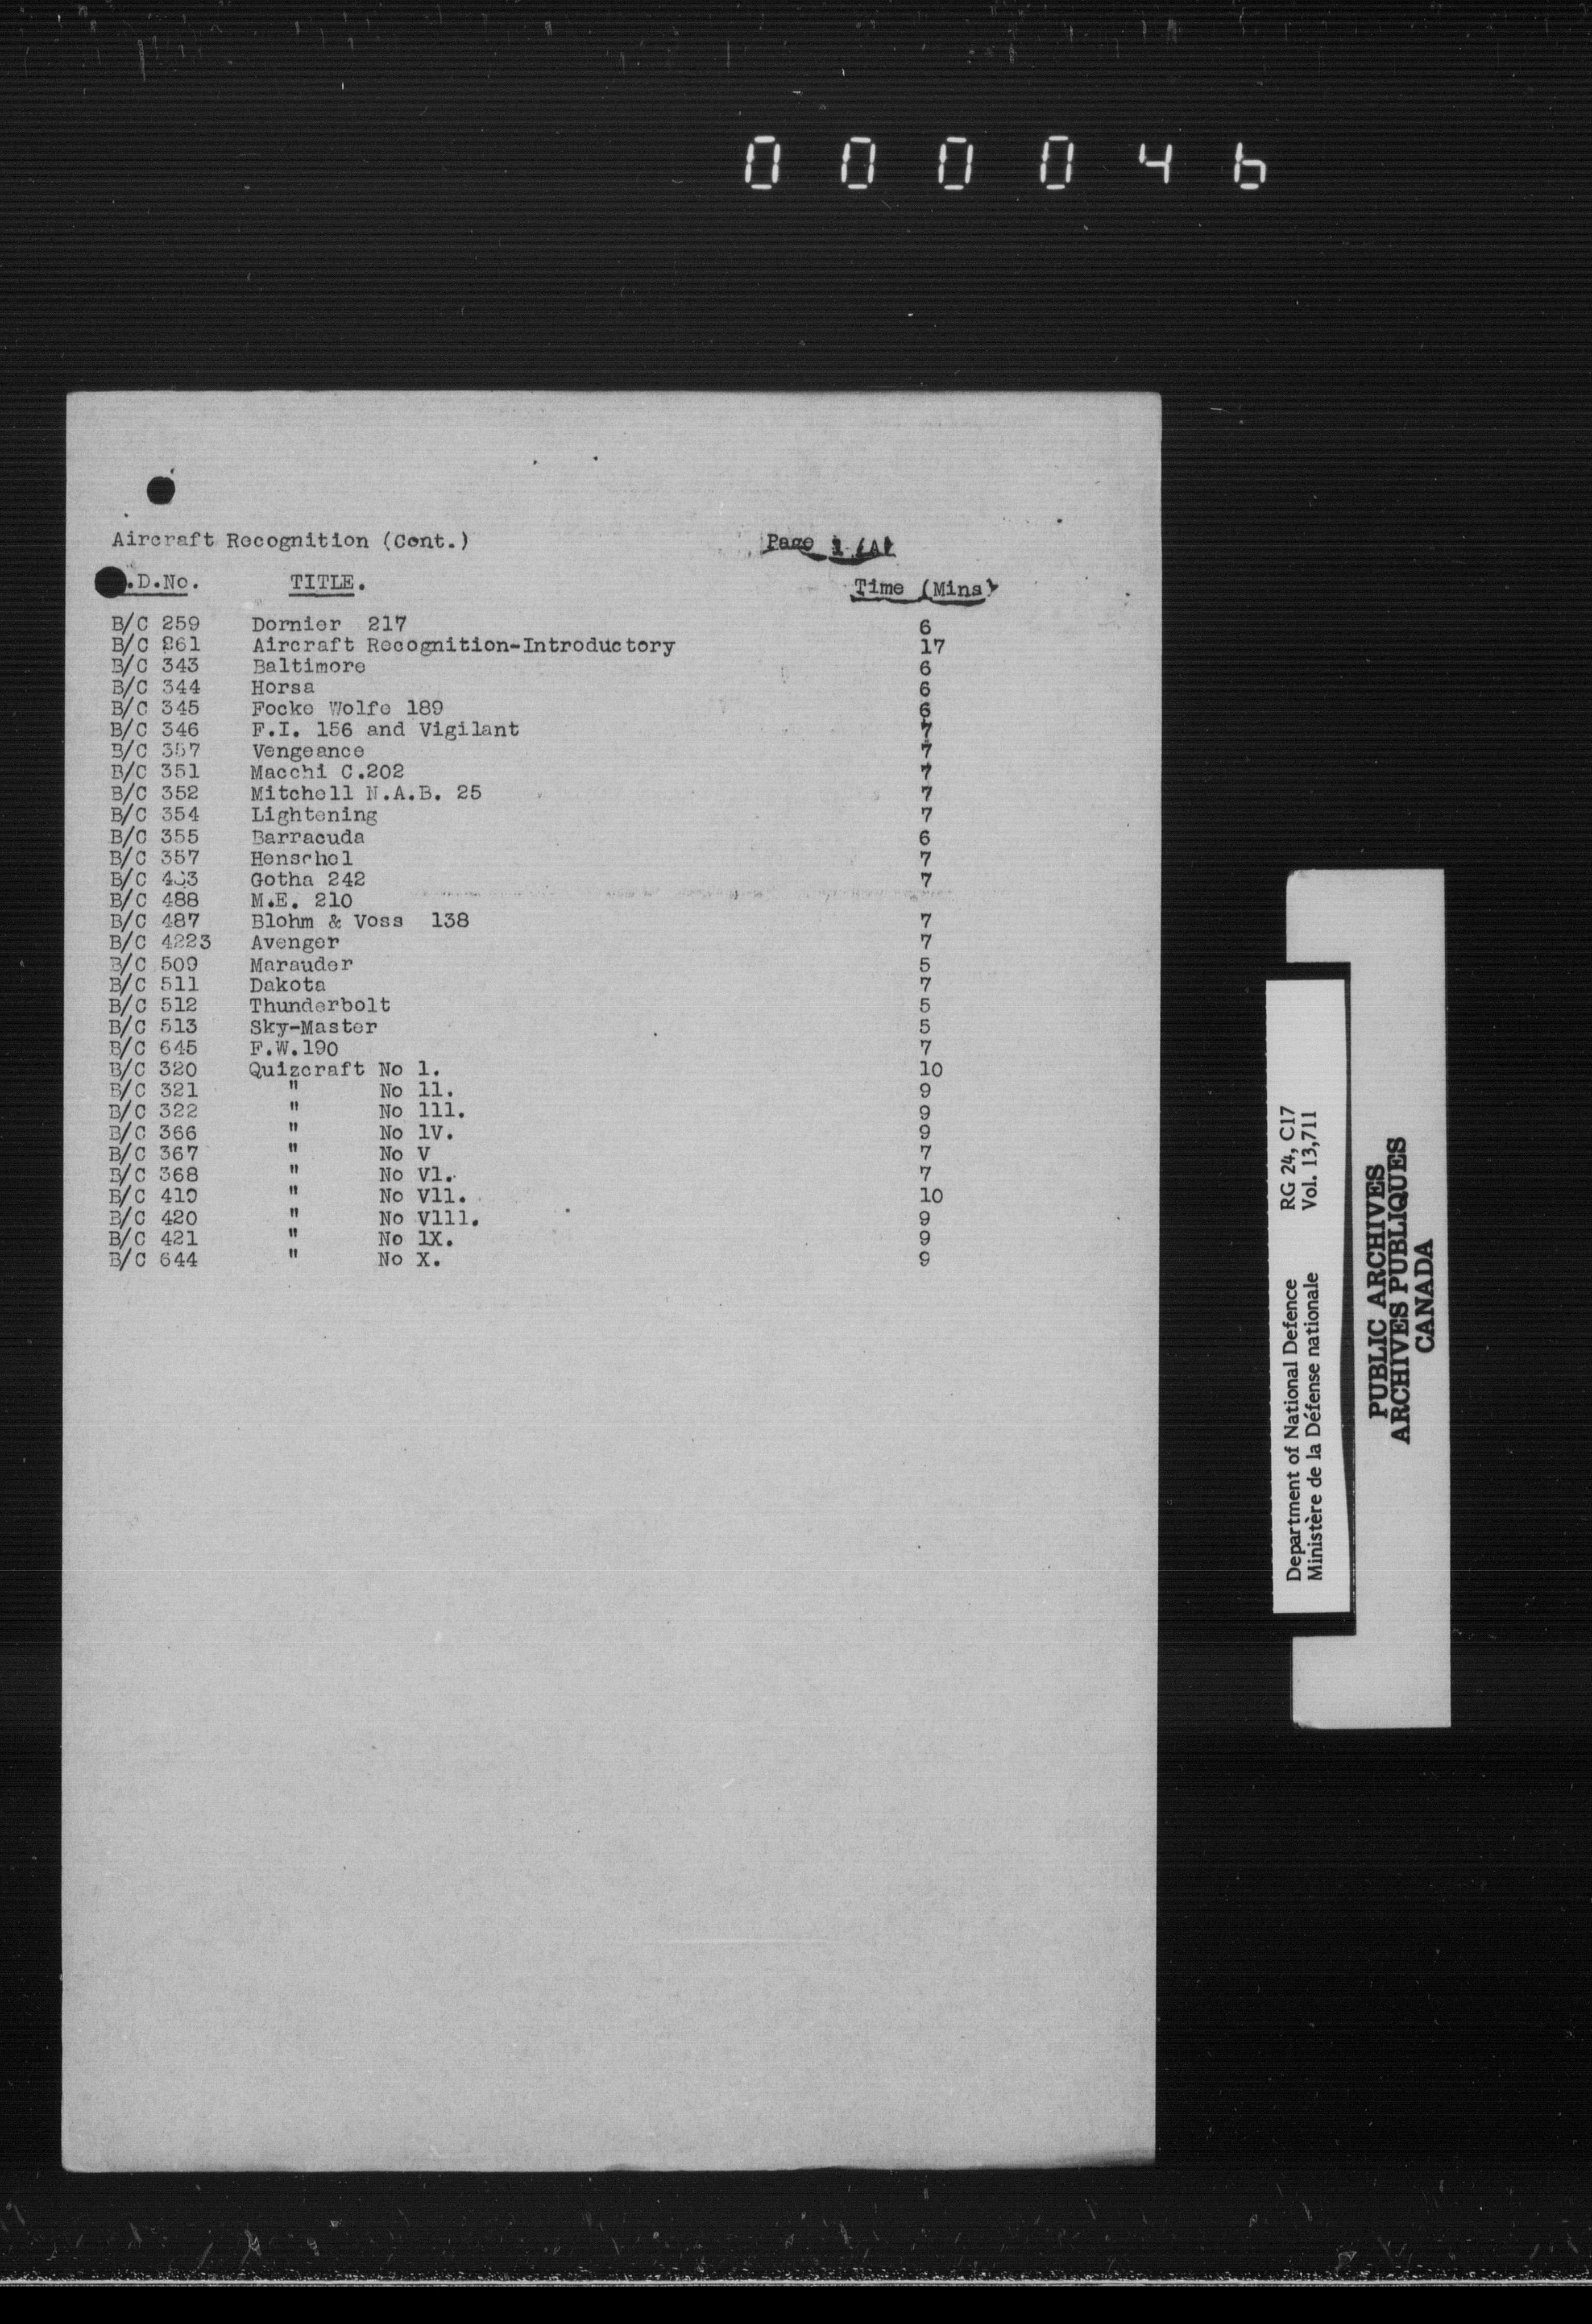 000046
Aircraft Recognition (Cont.) Page 1 (A)
.D.No. TITLE. Time (Mins)
B/C 259 Dornier 217 6
B/C 261 Aircraft Recognition-Introductory 17
B/C 343 Baltimore 6
B/C 344 Horsa 6
B/C 345 Focke Wolfe 189 6
B/C 346 F.I. 156 and Vigilant 7
B/C 357 Vengeance 7
B/C 351 Macchi C.202 7
B/C 352 Mitchell N.A.B. 25 7
B/C 354 Lightening 7
B/C 355 Barracuda 6
B/C 357 Henschel 7
B/C Gotha 242 7
B/C 488 M.E. 210
B/C 487 Blohm & Voss 138 7
B/C 4223 Avenger 7
B/C 509 Marauder 5
B/C 511 Dakota 7
B/C 512 Thunderbolt 5
B/C 513 Sky-Master 5
B/C 645 F.W.190 7
B/C 320 Quizcraft No 1. 10
B/C 321 " No 11. 9
B/C 322 " No 111. 9
B/C 366 " No 1V. 9
B/C 367 " No V 7
B/C 368 " No V1. 7
B/C 419 " No V11. 10
B/C 420 " No V111. 9
B/C 421 " No 1X. 9
B/C 644 " No X. 9
Department of National Defence RG 24, C17
Ministère de la Défense nationale Vol. 13,711
PUBLIC ARCHIVES
ARCHIVES PUBLIQUES
CANADA